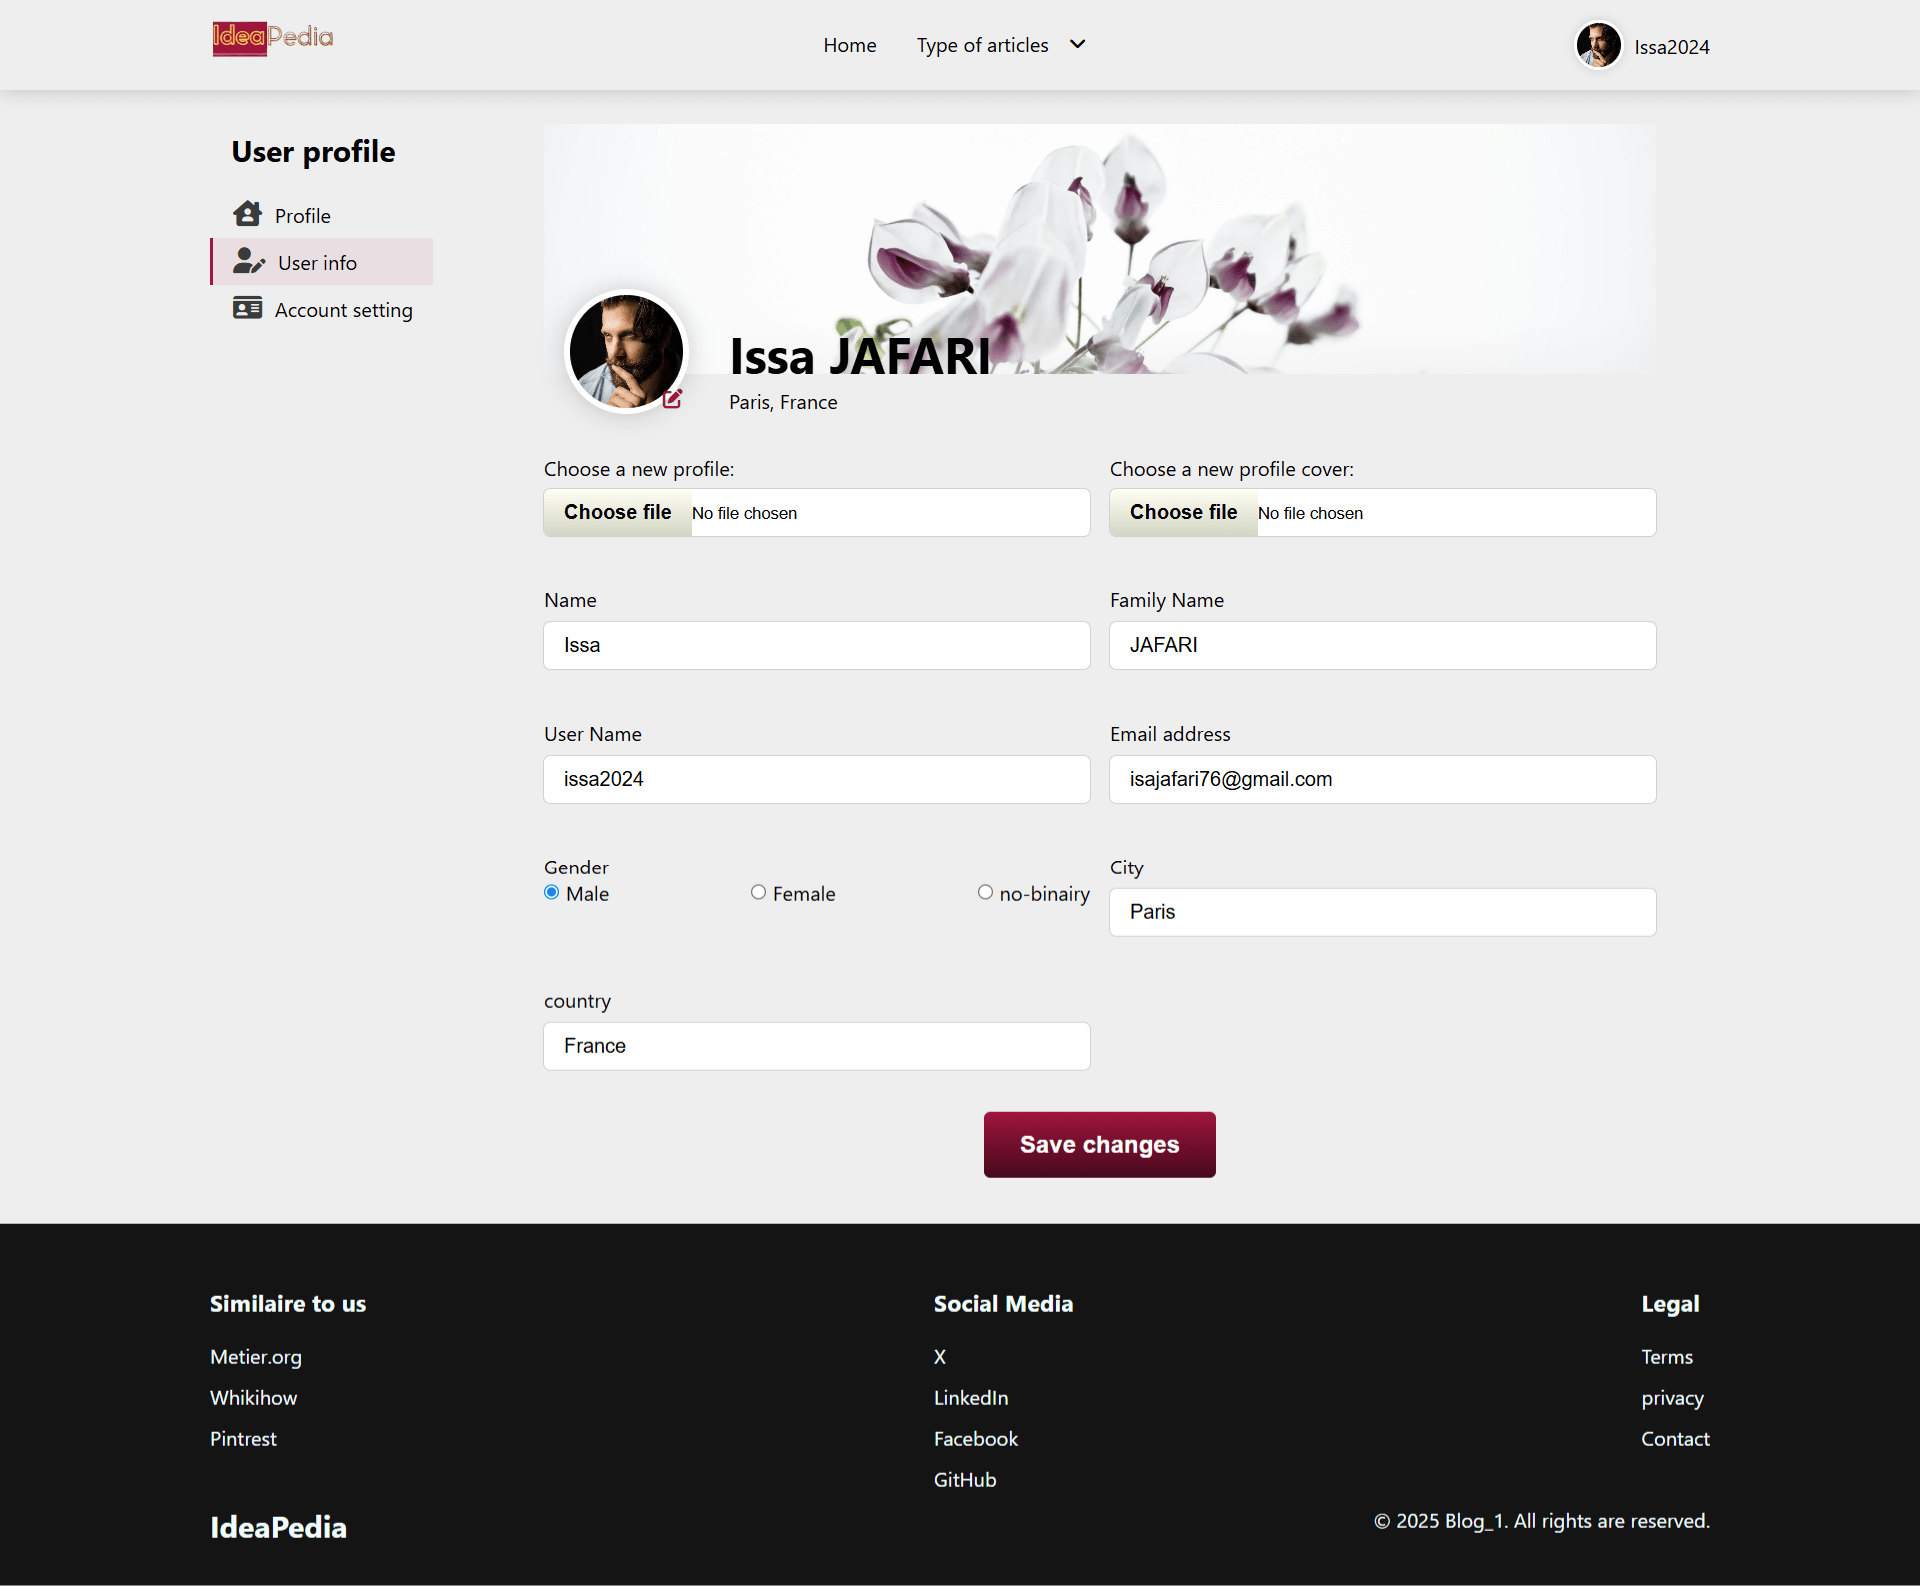 IdeaPedia
Home
Type of articles
Issa2024
User profile
Profile
User info
Account setting
Issa JAFARI
Paris, France
Choose a new profile:
Choose file No file chosen
Choose a new profile cover:
Choose file No file chosen
Name
Issa
Family Name
JAFARI
User Name
issa2024
Email address
isajafari76@gmail.com
Gender
Male Female no-binairy
City
Paris
country
France
Save changes
Similaire to us
Metier.org
Whikihow
Pintrest
Social Media
X
LinkedIn
Facebook
GitHub
Legal
Terms
privacy
Contact
IdeaPedia
© 2025 Blog_1. All rights are reserved.